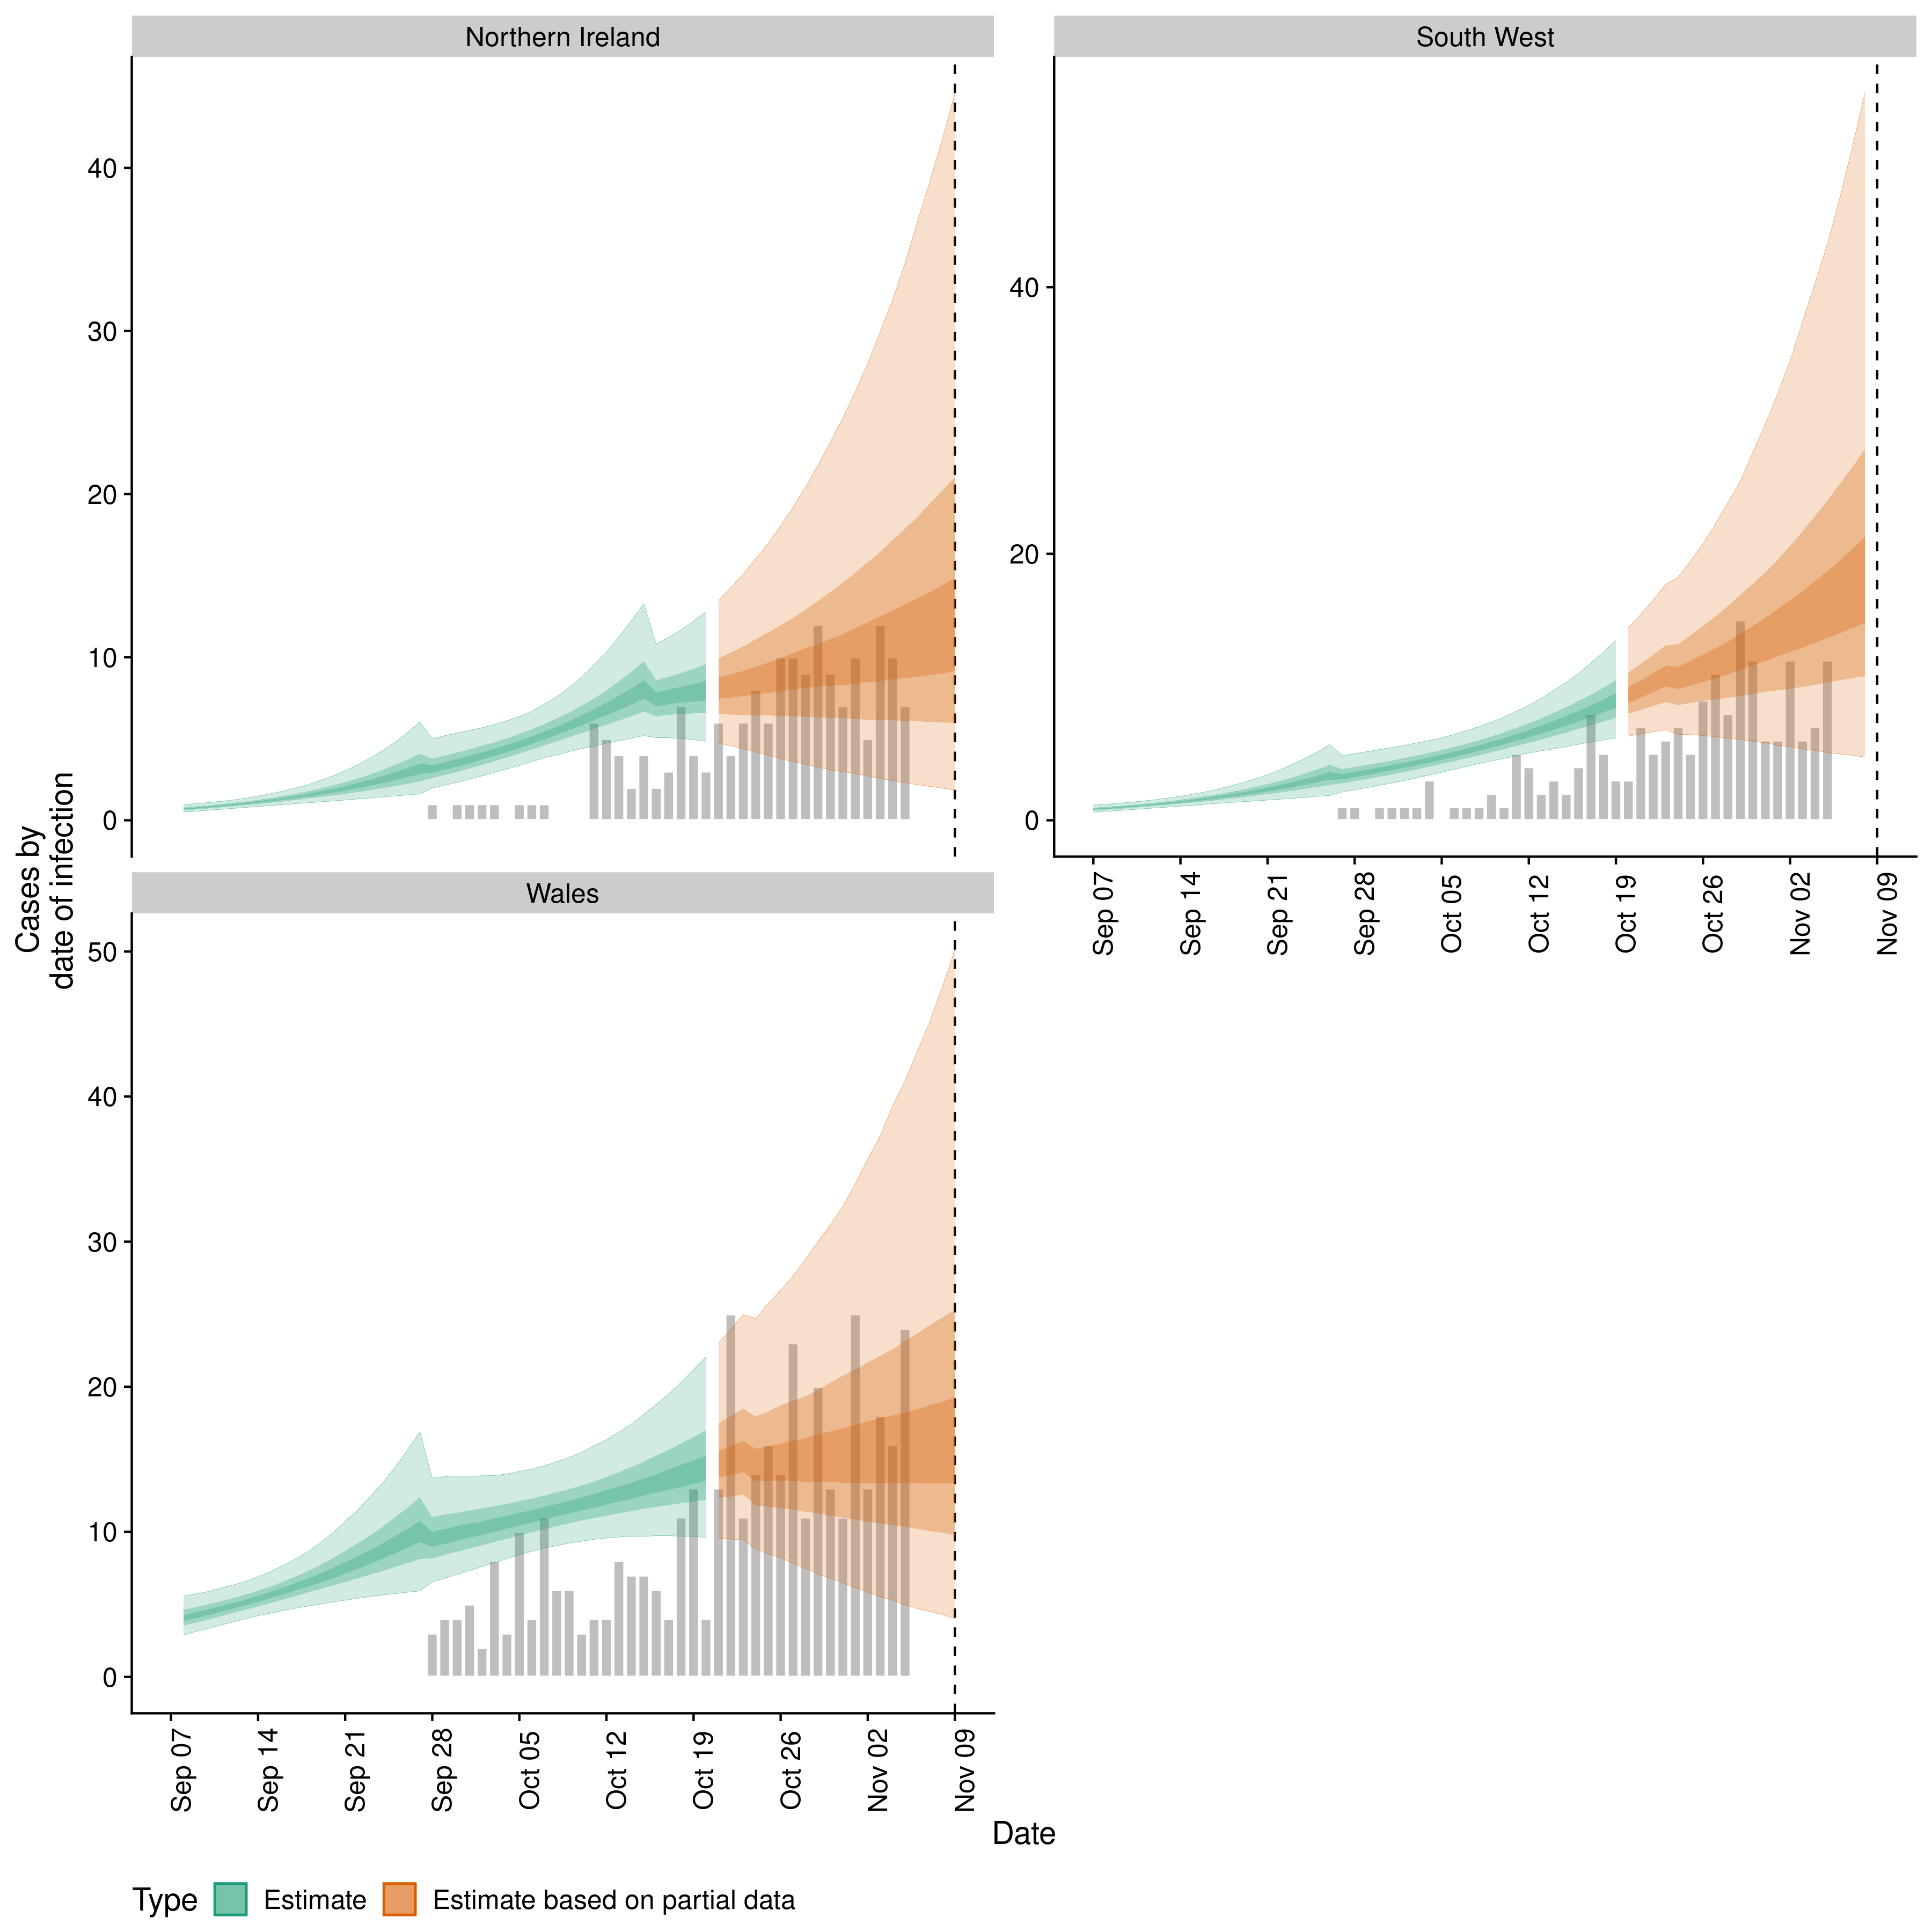 Northern Ireland
South West
40
30
20
10
0
40
20
0
Sep 07
Sep 14
Sep 21
Sep 28
Oct 05
Oct 12
Oct 19
Oct 26
Nov 02
Nov 09
Cases by
date of infection
Wales
50
40
30
20
10
0
Sep 07
Sep 14
Sep 21
Sep 28
Oct 05
Oct 12
Oct 19
Oct 26
Nov 02
Nov 09
Date
Type Estimate Estimate based on partial data